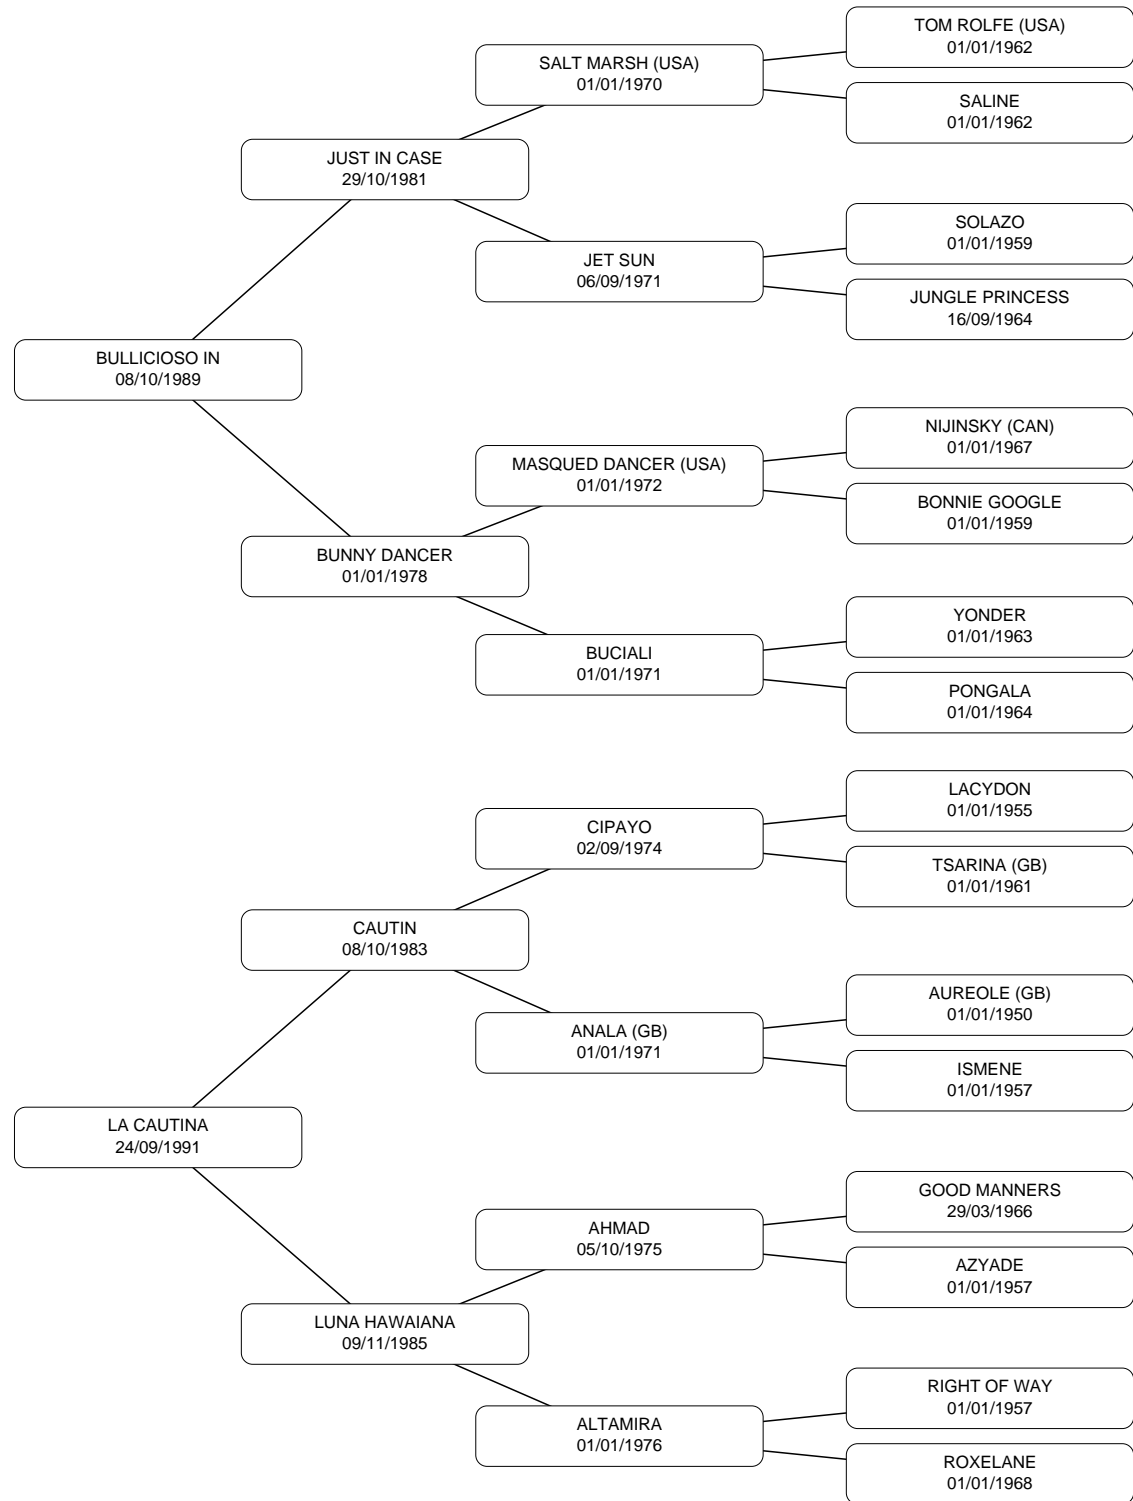 TOM ROLFE (USA)
01/01/1962
SALT MARSH (USA)
01/01/1970
SALINE
01/01/1962
JUST IN CASE
29/10/1981
SOLAZO
01/01/1959
JET SUN
06/09/1971
JUNGLE PRINCESS
16/09/1964
BULLICIOSO IN
08/10/1989
NIJINSKY (CAN)
01/01/1967
MASQUED DANCER (USA)
01/01/1972
BONNIE GOOGLE
01/01/1959
BUNNY DANCER
01/01/1978
YONDER
01/01/1963
BUCIALI
01/01/1971
PONGALA
01/01/1964
LACYDON
01/01/1955
CIPAYO
02/09/1974
TSARINA (GB)
01/01/1961
CAUTIN
08/10/1983
AUREOLE (GB)
01/01/1950
ANALA (GB)
01/01/1971
ISMENE
01/01/1957
LA CAUTINA
24/09/1991
GOOD MANNERS
29/03/1966
AHMAD
05/10/1975
AZYADE
01/01/1957
LUNA HAWAIANA
09/11/1985
RIGHT OF WAY
01/01/1957
ALTAMIRA
01/01/1976
ROXELANE
01/01/1968